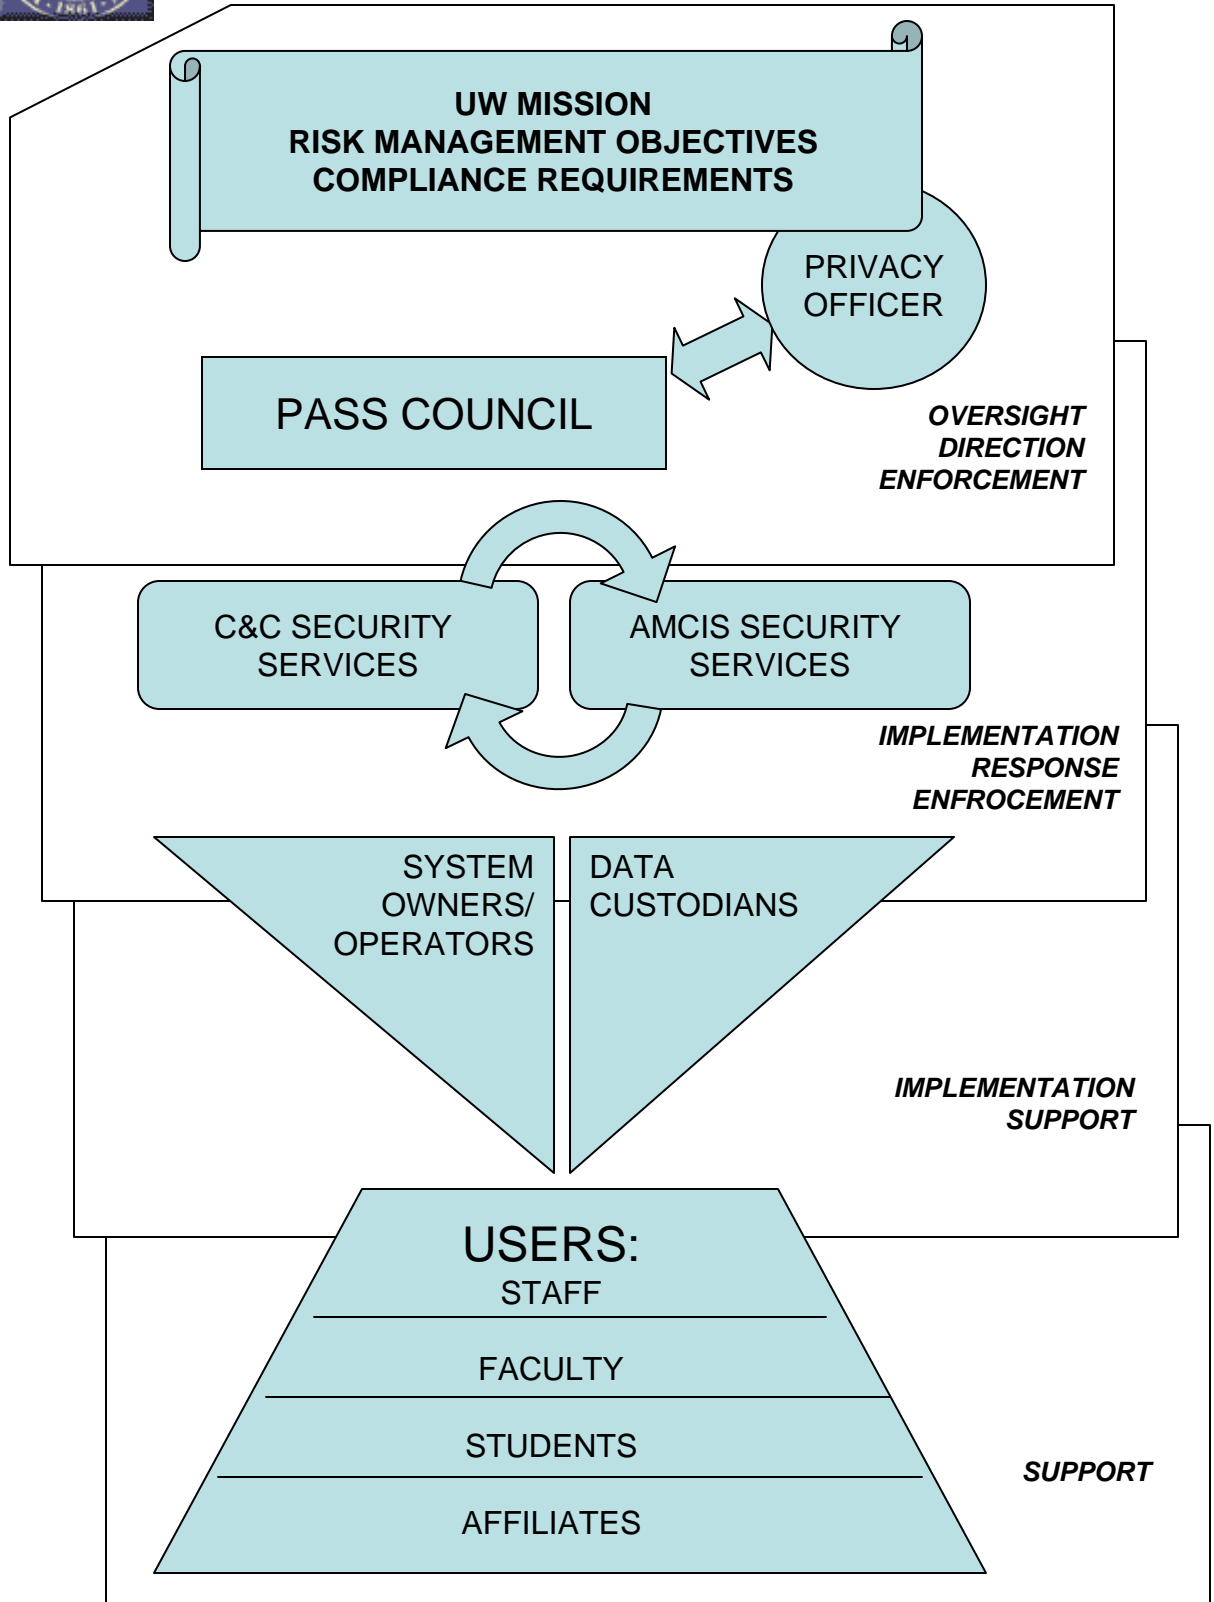 1861
UW MISSION
RISK MANAGEMENT OBJECTIVES
COMPLIANCE REQUIREMENTS
PRIVACY
OFFICER
PASS COUNCIL
OVERSIGHT
DIRECTION
ENFORCEMENT
C&C SECURITY
SERVICES
AMCIS SECURITY
SERVICES
IMPLEMENTATION
RESPONSE
ENFROCEMENT
SYSTEM
OWNERS/
OPERATORS
DATA
CUSTODIANS
IMPLEMENTATION
SUPPORT
USERS:
STAFF
FACULTY
STUDENTS
AFFILIATES
SUPPORT